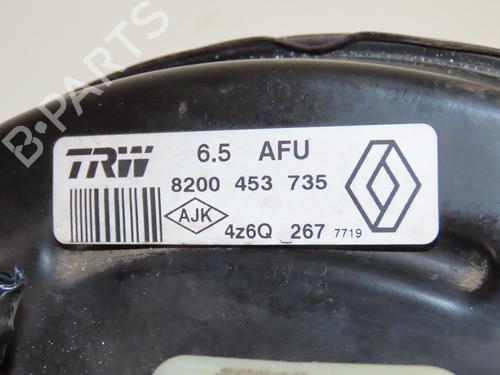 B-PARTS
TRW 6.5 AFU
8200 453 735
AJK 4z6Q 267 7719